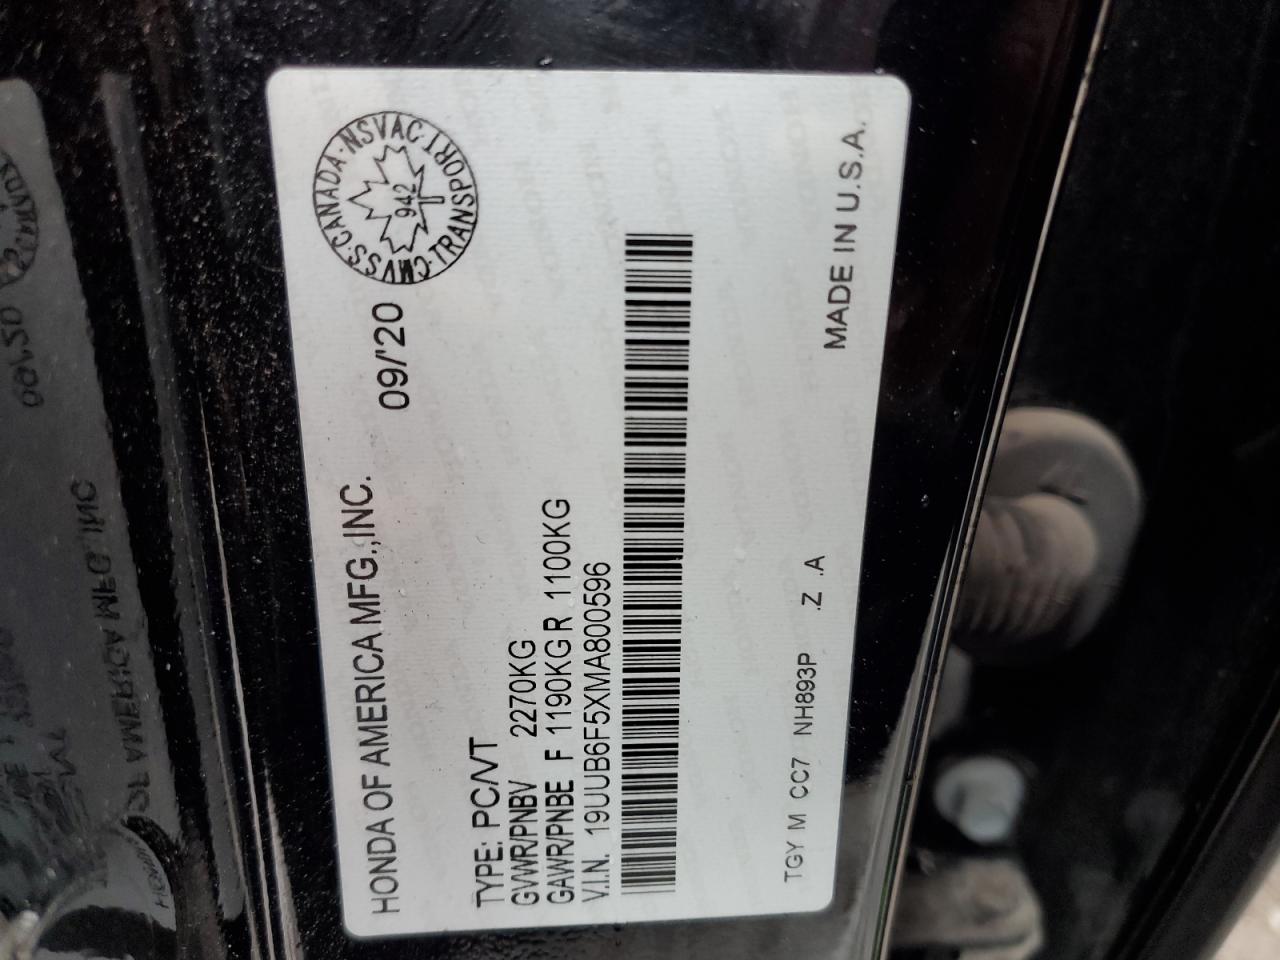 HONDA OF AMERICA MFG.,INC.
09/'20
CMVSS·CANADA·NSVAC·TRANSPORT
942
TYPE: PC/VT
GVWR/PNBV 2270KG
GAWR/PNBE F 1190KG R 1100KG
V.I.N. 19UUB6F5XMA800596
TGY M CC7 NH893P .Z .A
MADE IN U.S.A.